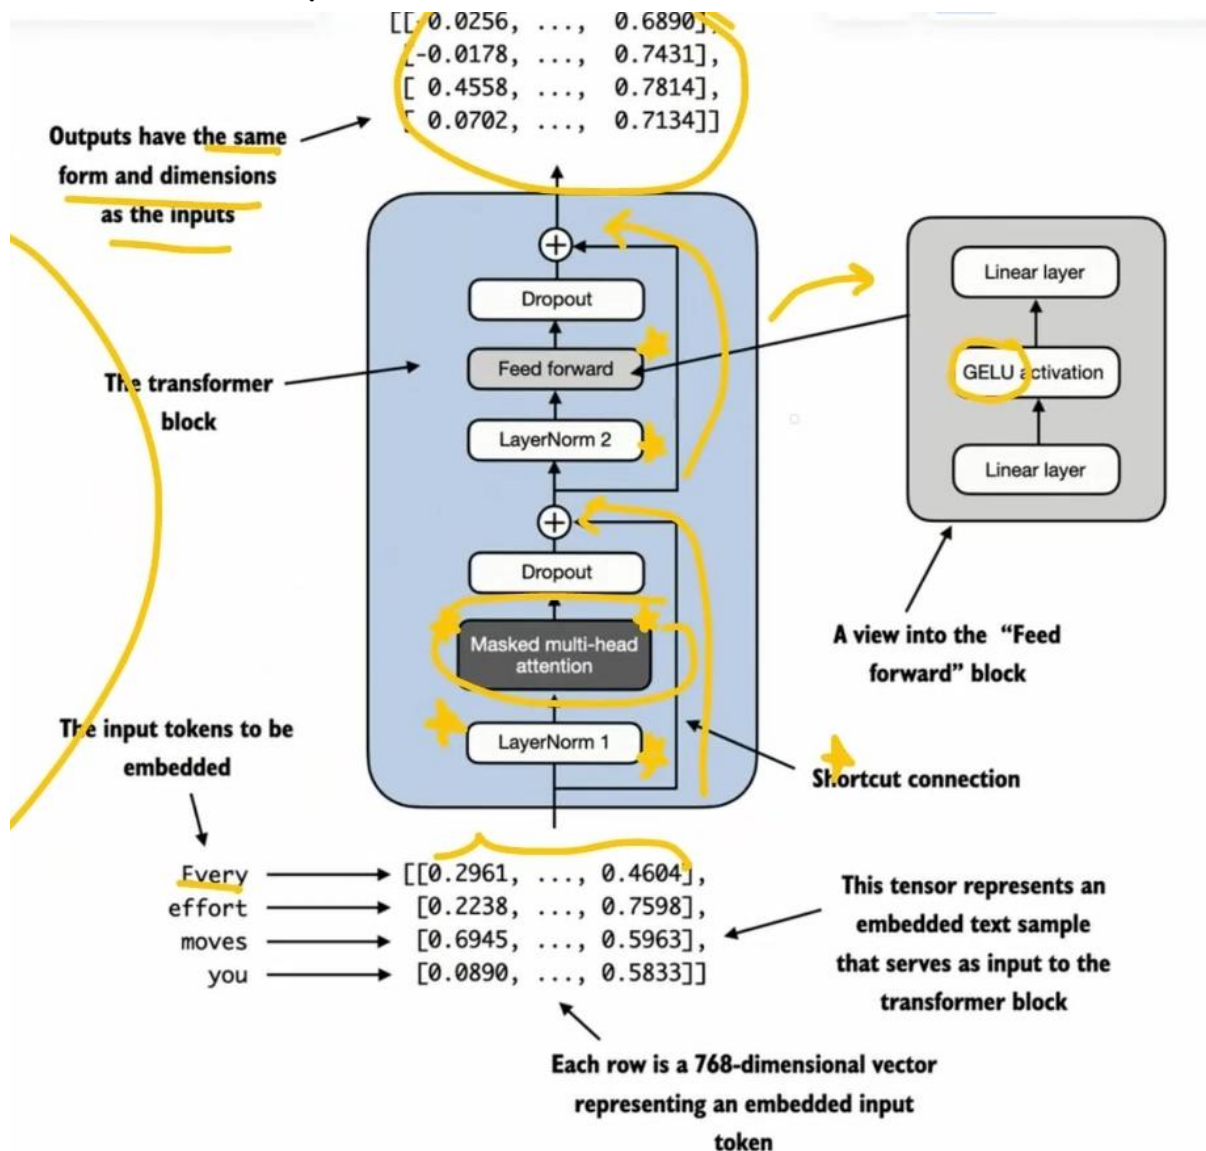 [[-0.0256, ..., 0.6890],
[-0.0178, ..., 0.7431],
[ 0.4558, ..., 0.7814],
[ 0.0702, ..., 0.7134]]
Outputs have the same
form and dimensions
as the inputs
Dropout
Feed forward
LayerNorm 2
Dropout
Masked multi-head
attention
LayerNorm 1
The transformer
block
Linear layer
GELU activation
Linear layer
A view into the “Feed
forward” block
Shortcut connection
The input tokens to be
embedded
Every [[0.2961, ..., 0.4604],
effort [0.2238, ..., 0.7598],
moves [0.6945, ..., 0.5963],
you [0.0890, ..., 0.5833]]
This tensor represents an
embedded text sample
that serves as input to the
transformer block
Each row is a 768-dimensional vector
representing an embedded input
token